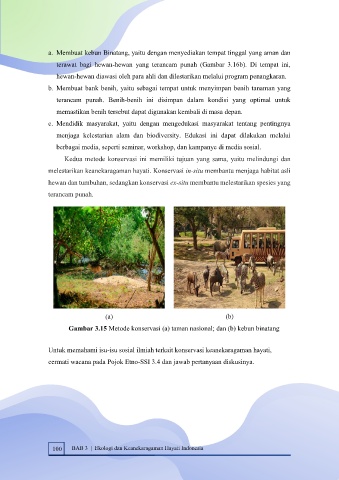 a. Membuat kebun Binatang, yaitu dengan menyediakan tempat tinggal yang aman dan
terawat bagi hewan-hewan yang terancam punah (Gambar 3.16b). Di tempat ini,
hewan-hewan diawasi oleh para ahli dan dilestarikan melalui program penangkaran.
b. Membuat bank benih, yaitu sebagai tempat untuk menyimpan benih tanaman yang
terancam punah. Benih-benih ini disimpan dalam kondisi yang optimal untuk
memastikan benih tersebut dapat digunakan kembali di masa depan.
c. Mendidik masyarakat, yaitu dengan mengedukasi masyarakat tentang pentingnya
menjaga kelestarian alam dan biodiversity. Edukasi ini dapat dilakukan melalui
berbagai media, seperti seminar, workshop, dan kampanye di media sosial.
Kedua metode konservasi ini memiliki tujuan yang sama, yaitu melindungi dan
melestarikan keanekaragaman hayati. Konservasi in-situ membantu menjaga habitat asli
hewan dan tumbuhan, sedangkan konservasi ex-situ membantu melestarikan spesies yang
terancam punah.
(a) (b)
Gambar 3.15 Metode konservasi (a) taman nasional; dan (b) kebun binatang
Untuk memahami isu-isu sosial ilmiah terkait konservasi keanekaragaman hayati,
cermati wacana pada Pojok Etno-SSI 3.4 dan jawab pertanyaan diskusinya.
100 BAB 3 | Ekologi dan Keanekaragaman Hayati Indonesia